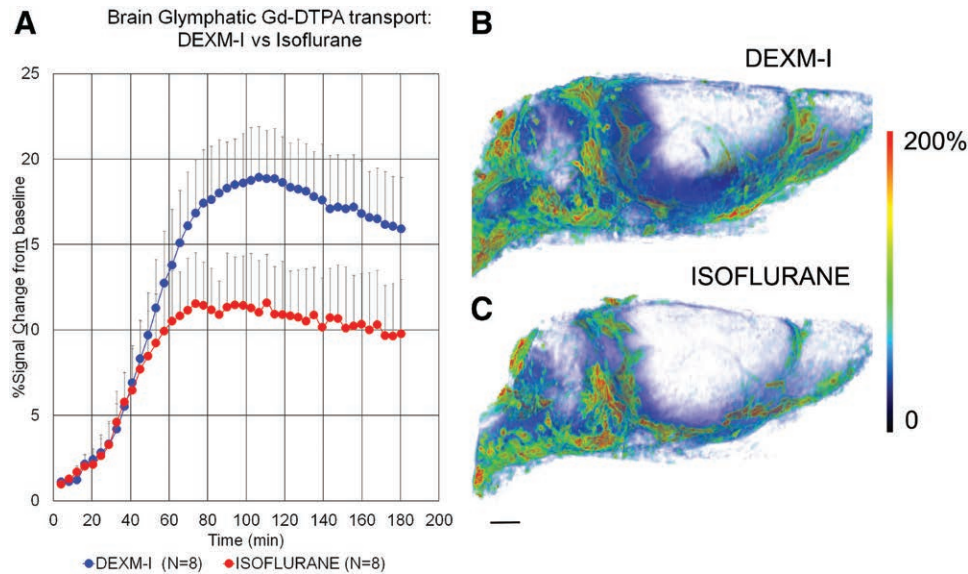 A
Brain Glymphatic Gd-DTPA transport:
DEXM-I vs Isoflurane
%Signal Change from baseline
25
20
15
10
5
0
0 20 40 60 80 100 120 140 160 180 200
Time (min)
DEXM-I (N=8) ISOFLURANE (N=8)
B
DEXM-I
200%
0
ISOFLURANE
C